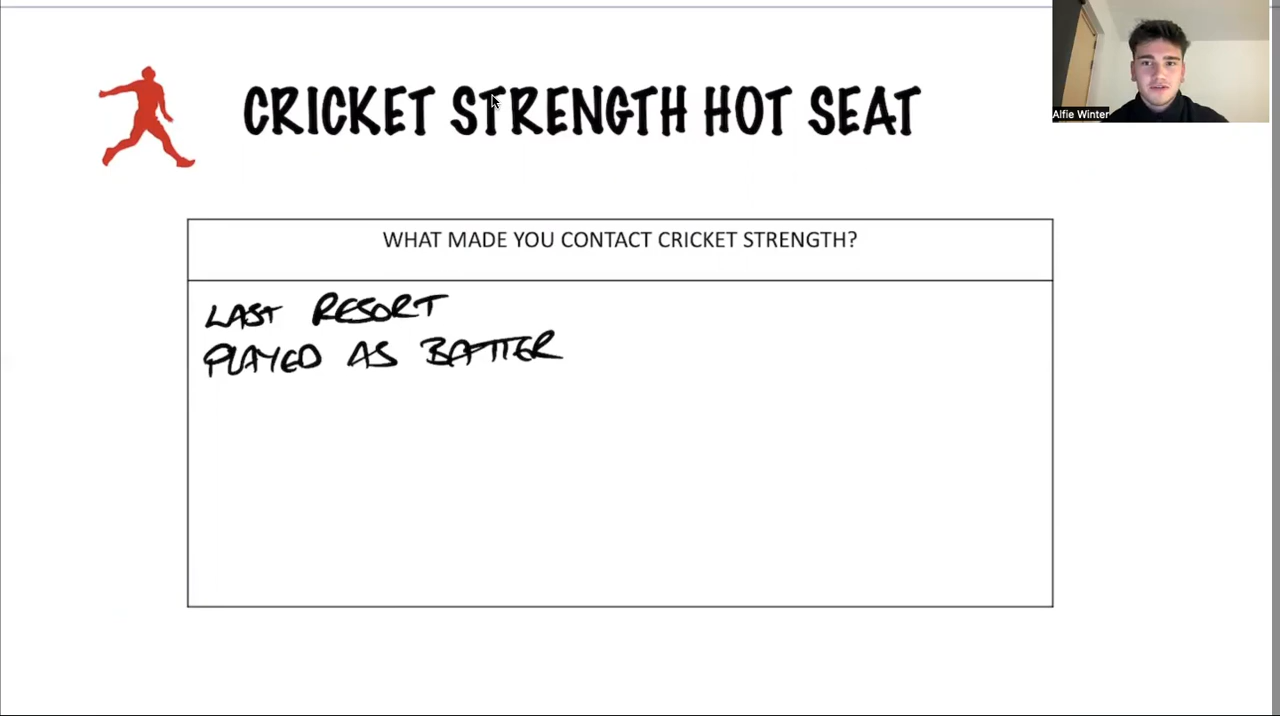 CRICKET STRENGTH HOT SEAT
Alfie Winter
WHAT MADE YOU CONTACT CRICKET STRENGTH?
LAST RESORT
PLAYED AS BATTER